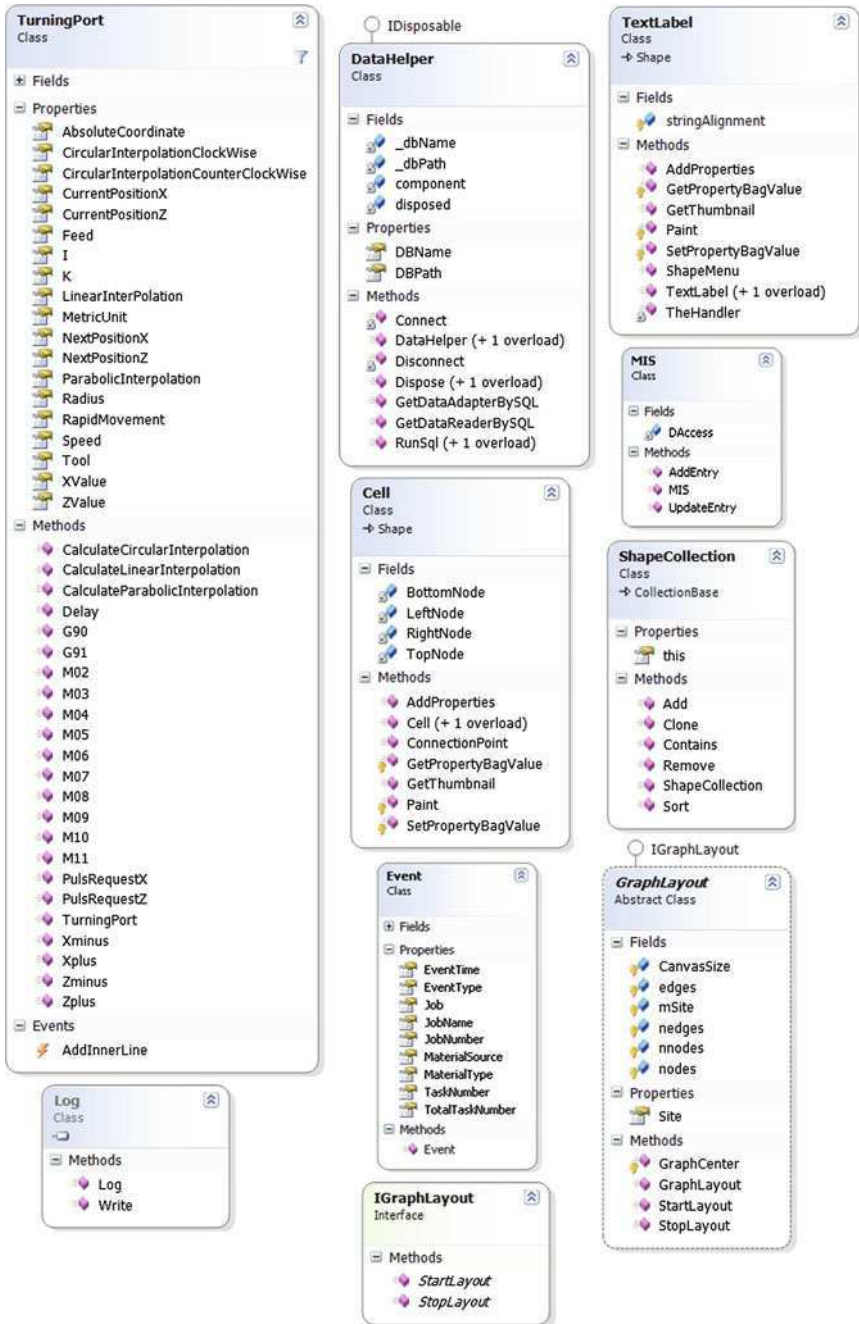 TurningPort
Class
Fields
Properties
AbsoluteCoordinate
CircularInterpolationClockWise
CircularInterpolationCounterClockWise
CurrentPositionX
CurrentPositionZ
Feed
I
K
LinearInterPolation
MetricUnit
NextPositionX
NextPositionZ
ParabolicInterpolation
Radius
RapidMovement
Speed
Tool
XValue
ZValue
Methods
CalculateCircularInterpolation
CalculateLinearInterpolation
CalculateParabolicInterpolation
Delay
G90
G91
M02
M03
M04
M05
M06
M07
M08
M09
M10
M11
PulsRequestX
PulsRequestZ
TurningPort
Xminus
Xplus
Zminus
Zplus
Events
AddInnerLine
Log
Class
Methods
Log
Write
IDisposable
DataHelper
Class
Fields
_dbName
_dbPath
component
disposed
Properties
DBName
DBPath
Methods
Connect
DataHelper (+ 1 overload)
Disconnect
Dispose (+ 1 overload)
GetDataAdapterBySQL
GetDataReaderBySQL
RunSql (+ 1 overload)
Cell
Class
Shape
Fields
BottomNode
LeftNode
RightNode
TopNode
Methods
AddProperties
Cell (+ 1 overload)
ConnectionPoint
GetPropertyBagValue
GetThumbnail
Paint
SetPropertyBagValue
Event
Class
Fields
Properties
EventTime
EventType
Job
JobName
JobNumber
MaterialSource
MaterialType
TaskNumber
TotalTaskNumber
Methods
Event
IGraphLayout
Interface
Methods
StartLayout
StopLayout
TextLabel
Class
Shape
Fields
stringAlignment
Methods
AddProperties
GetPropertyBagValue
GetThumbnail
Paint
SetPropertyBagValue
ShapeMenu
TextLabel (+ 1 overload)
TheHandler
MIS
Class
Fields
DAccess
Methods
AddEntry
MIS
UpdateEntry
ShapeCollection
Class
CollectionBase
Properties
this
Methods
Add
Clone
Contains
Remove
ShapeCollection
Sort
IGraphLayout
GraphLayout
Abstract Class
Fields
CanvasSize
edges
mSite
nedges
nnodes
nodes
Properties
Site
Methods
GraphCenter
GraphLayout
StartLayout
StopLayout